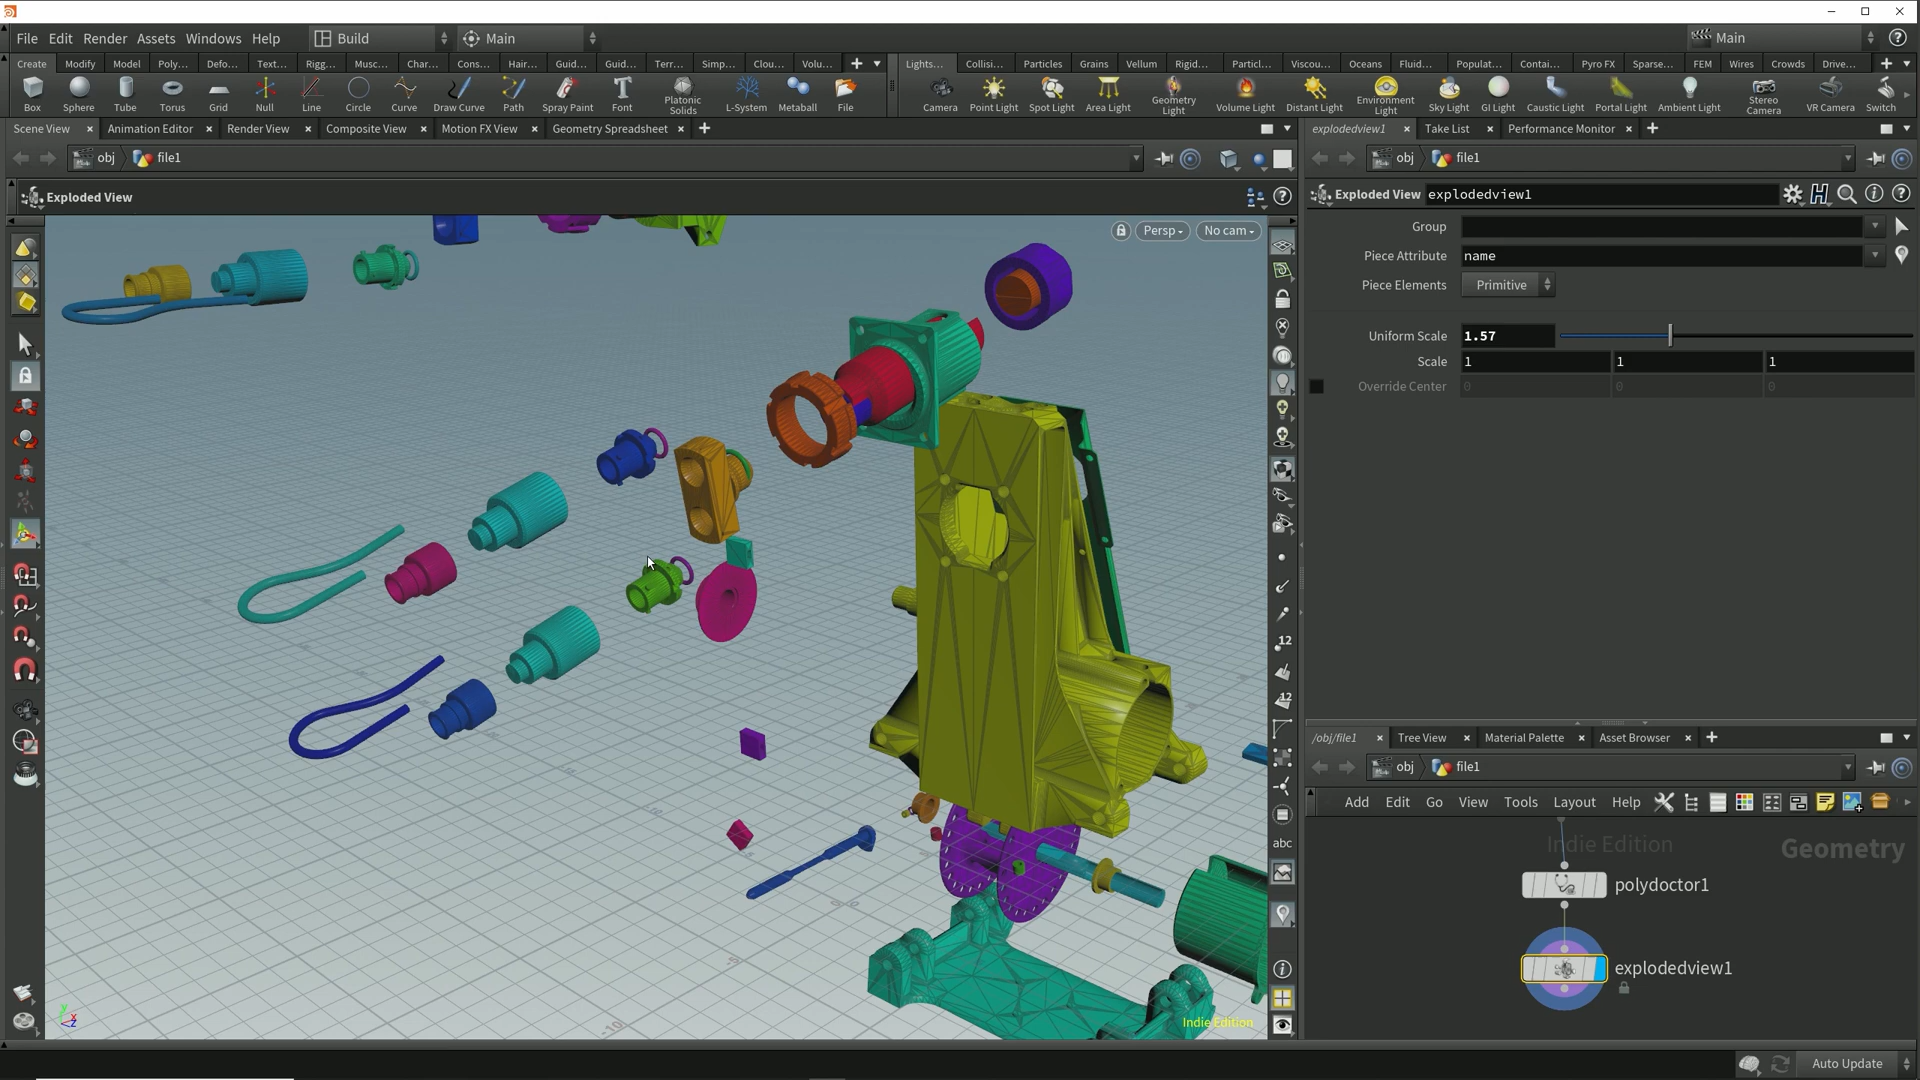 File Edit Render Assets Windows Help Build Main Main
Create Modify Model Poly... Defo... Text... Rigg... Musc... Char... Cons... Hair... Guid... Guid... Terr... Simp... Clou... Volu... Lights... Collisi... Particles Grains Vellum Rigid... Particl... Viscou... Oceans Fluid... Populat... Contai... Pyro FX Sparse... FEM Wires Crowds Drive...
Box Sphere Tube Torus Grid Null Line Circle Curve Draw Curve Path Spray Paint Font Platonic Solids L-System Metaball File Camera Point Light Spot Light Area Light Geometry Light Volume Light Distant Light Environment Light Sky Light GI Light Caustic Light Portal Light Ambient Light Stereo Camera VR Camera Switch
Scene View Animation Editor Render View Composite View Motion FX View Geometry Spreadsheet explodedview1 Take List Performance Monitor
obj file1 obj file1
Exploded View
Exploded View explodedview1
Persp No cam
Group
Piece Attribute name
Piece Elements Primitive
Uniform Scale 1.57
Scale 1 1 1
Override Center 0 0 0
12
12
abc
/obj/file1 Tree View Material Palette Asset Browser
obj file1
Add Edit Go View Tools Layout Help
Indie Edition Geometry
polydoctor1
explodedview1
-5
-10
y x z
Indie Edition
Auto Update